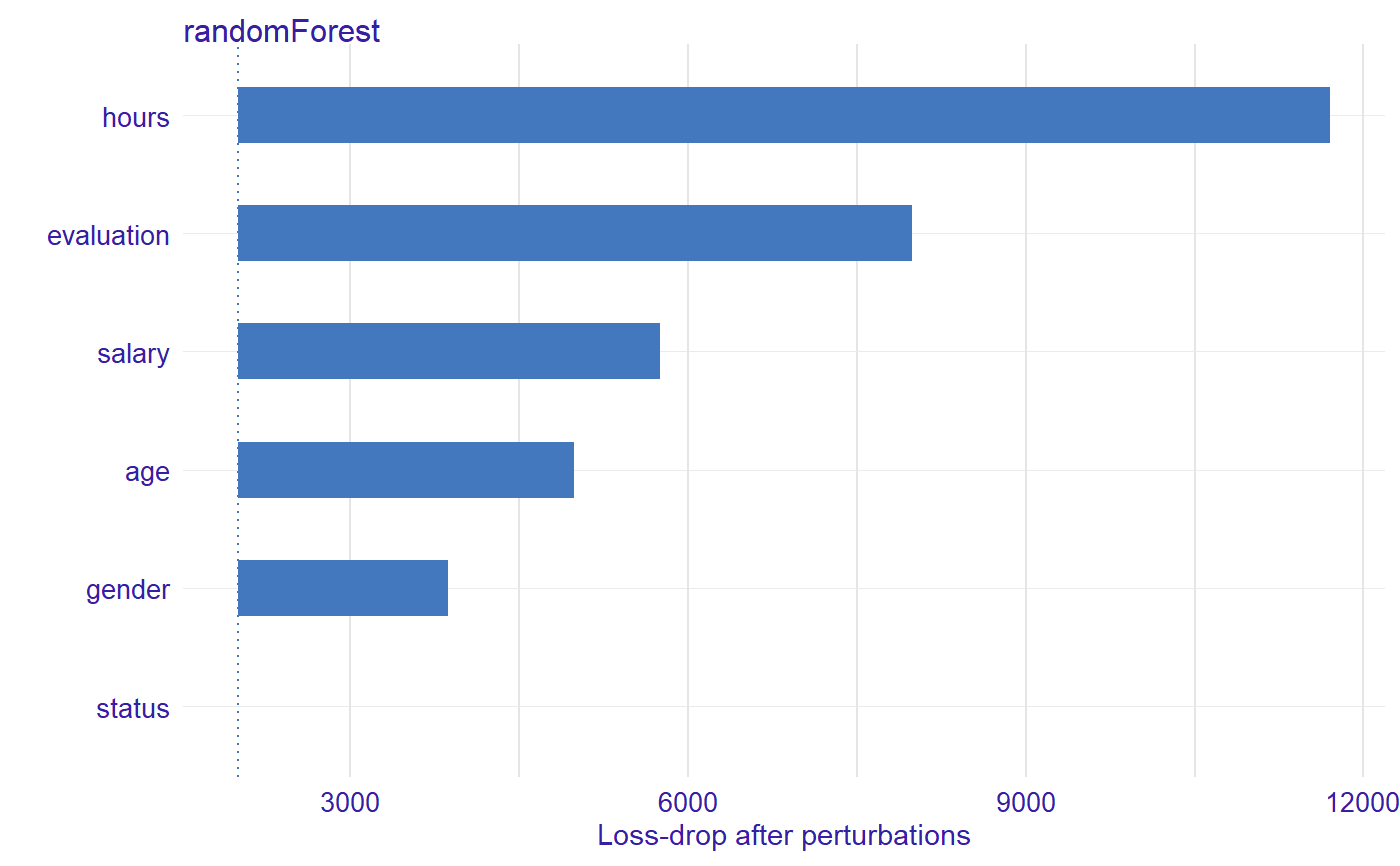 randomForest
hours
evaluation
salary
age
gender
status
3000 6000 9000 12000
Loss-drop after perturbations